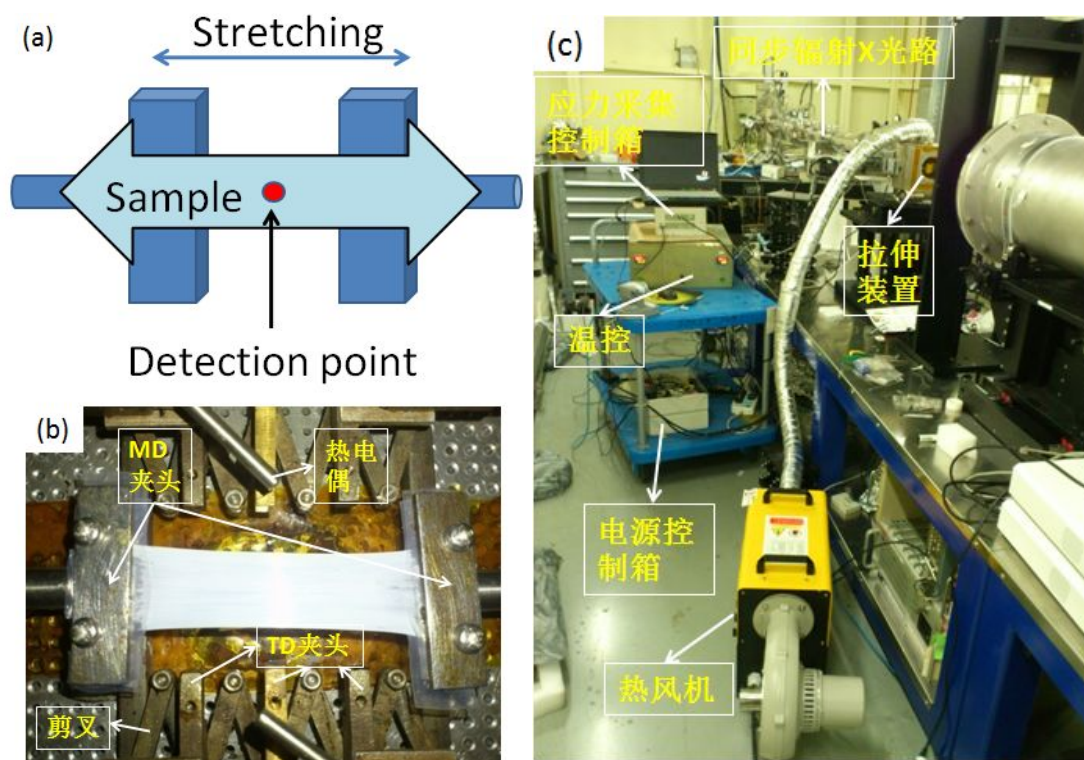 (a)
Stretching
Sample
Detection point
(b)
MD
夹头
热电
偶
TD夹头
剪叉
(c)
同步辐射X光路
应力采集
控制箱
拉伸
装置
温控
电源控
制箱
热风机